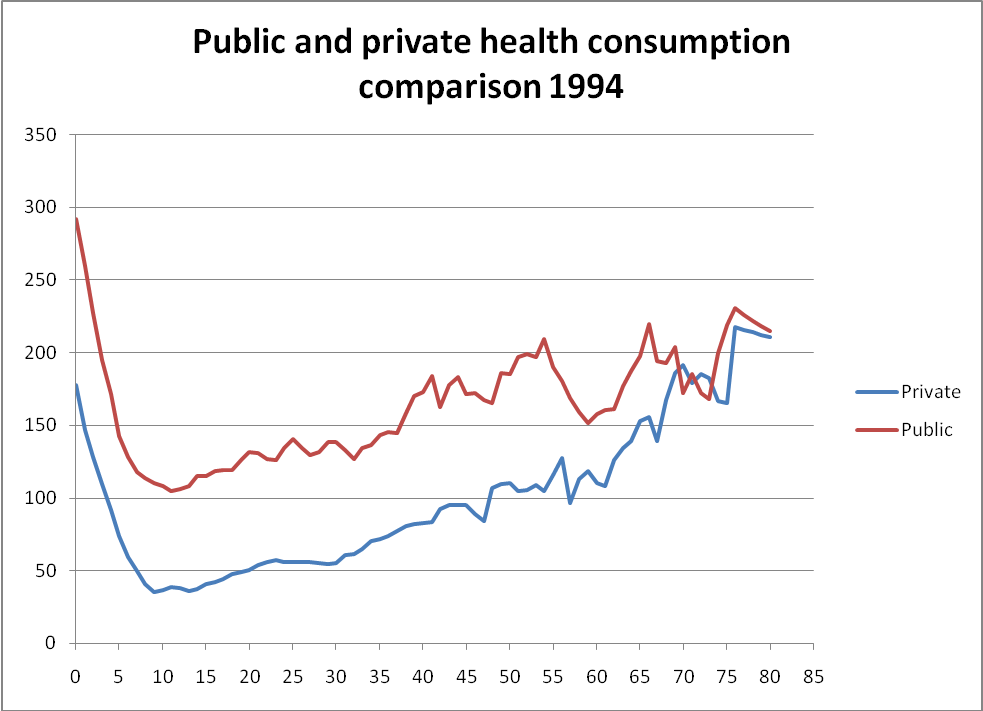 Public and private health consumption
comparison 1994
350
300
250
200
150
100
50
0
0 5 10 15 20 25 30 35 40 45 50 55 60 65 70 75 80 85
Private
Public